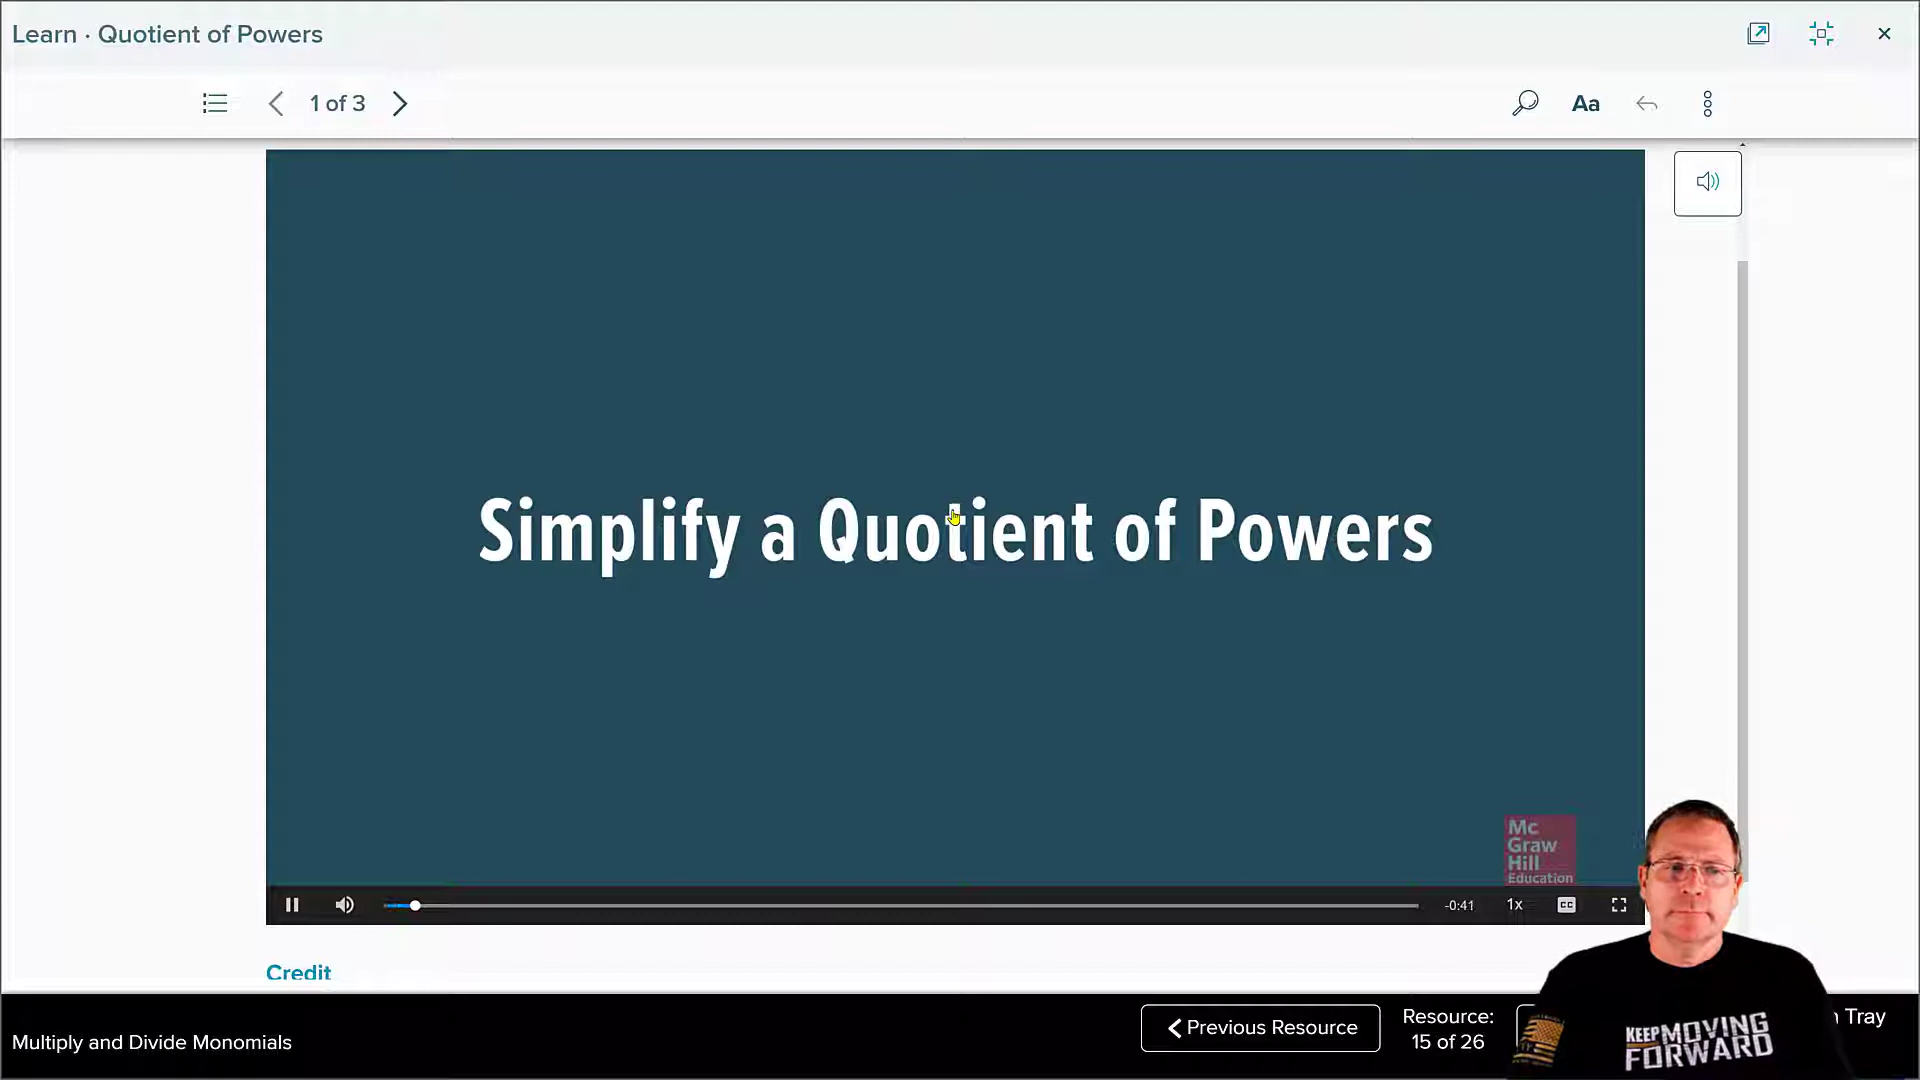 Learn · Quotient of Powers
1 of 3
Aa
Simplify a Quotient of Powers
Mc
Graw
Hill
Education
-0:41
1x
CC
Credit
Multiply and Divide Monomials
Previous Resource
Resource:
15 of 26
Tray
KEEP MOVING
FORWARD